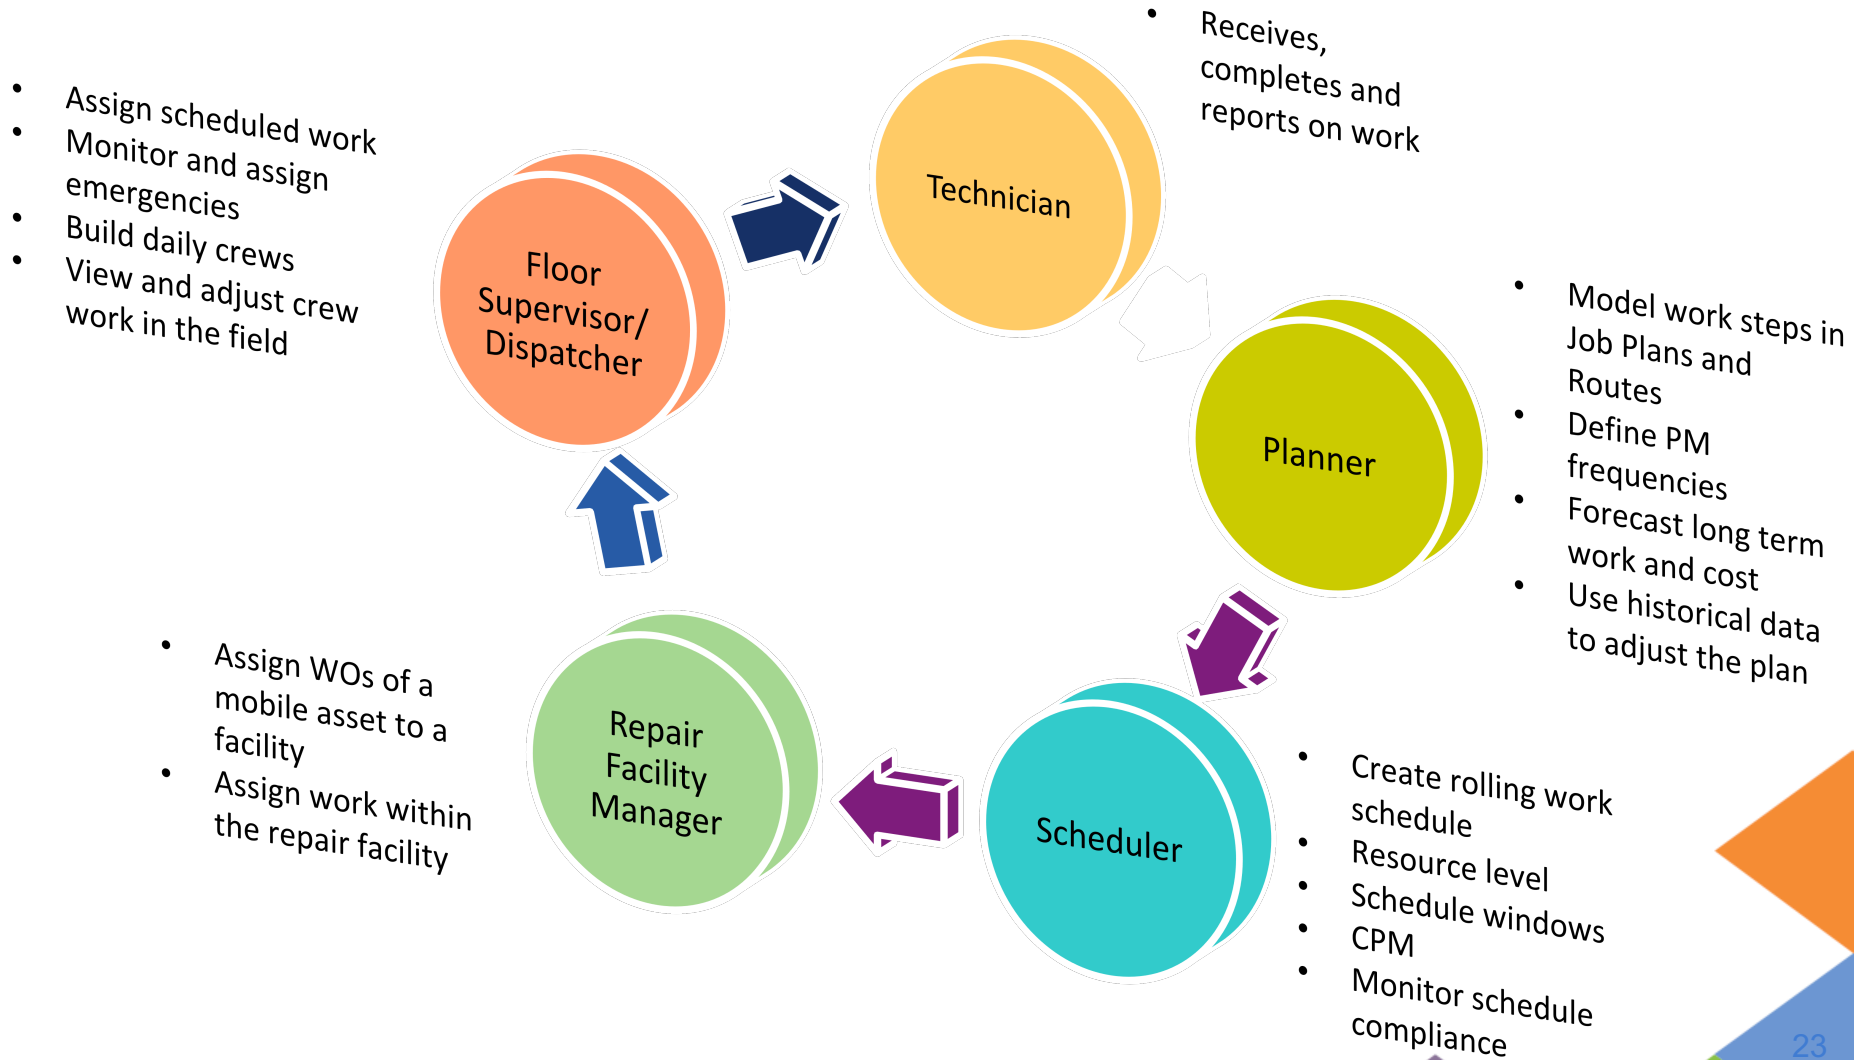 Receives,
completes and
reports on work
Technician
Assign scheduled work
Monitor and assign
emergencies
Build daily crews
View and adjust crew
work in the field
Floor
Supervisor/
Dispatcher
Model work steps in
Job Plans and
Routes
Define PM
frequencies
Forecast long term
work and cost
Use historical data
to adjust the plan
Planner
Assign WOs of a
mobile asset to a
facility
Assign work within
the repair facility
Repair
Facility
Manager
Scheduler
Create rolling work
schedule
Resource level
Schedule windows
CPM
Monitor schedule
compliance
23